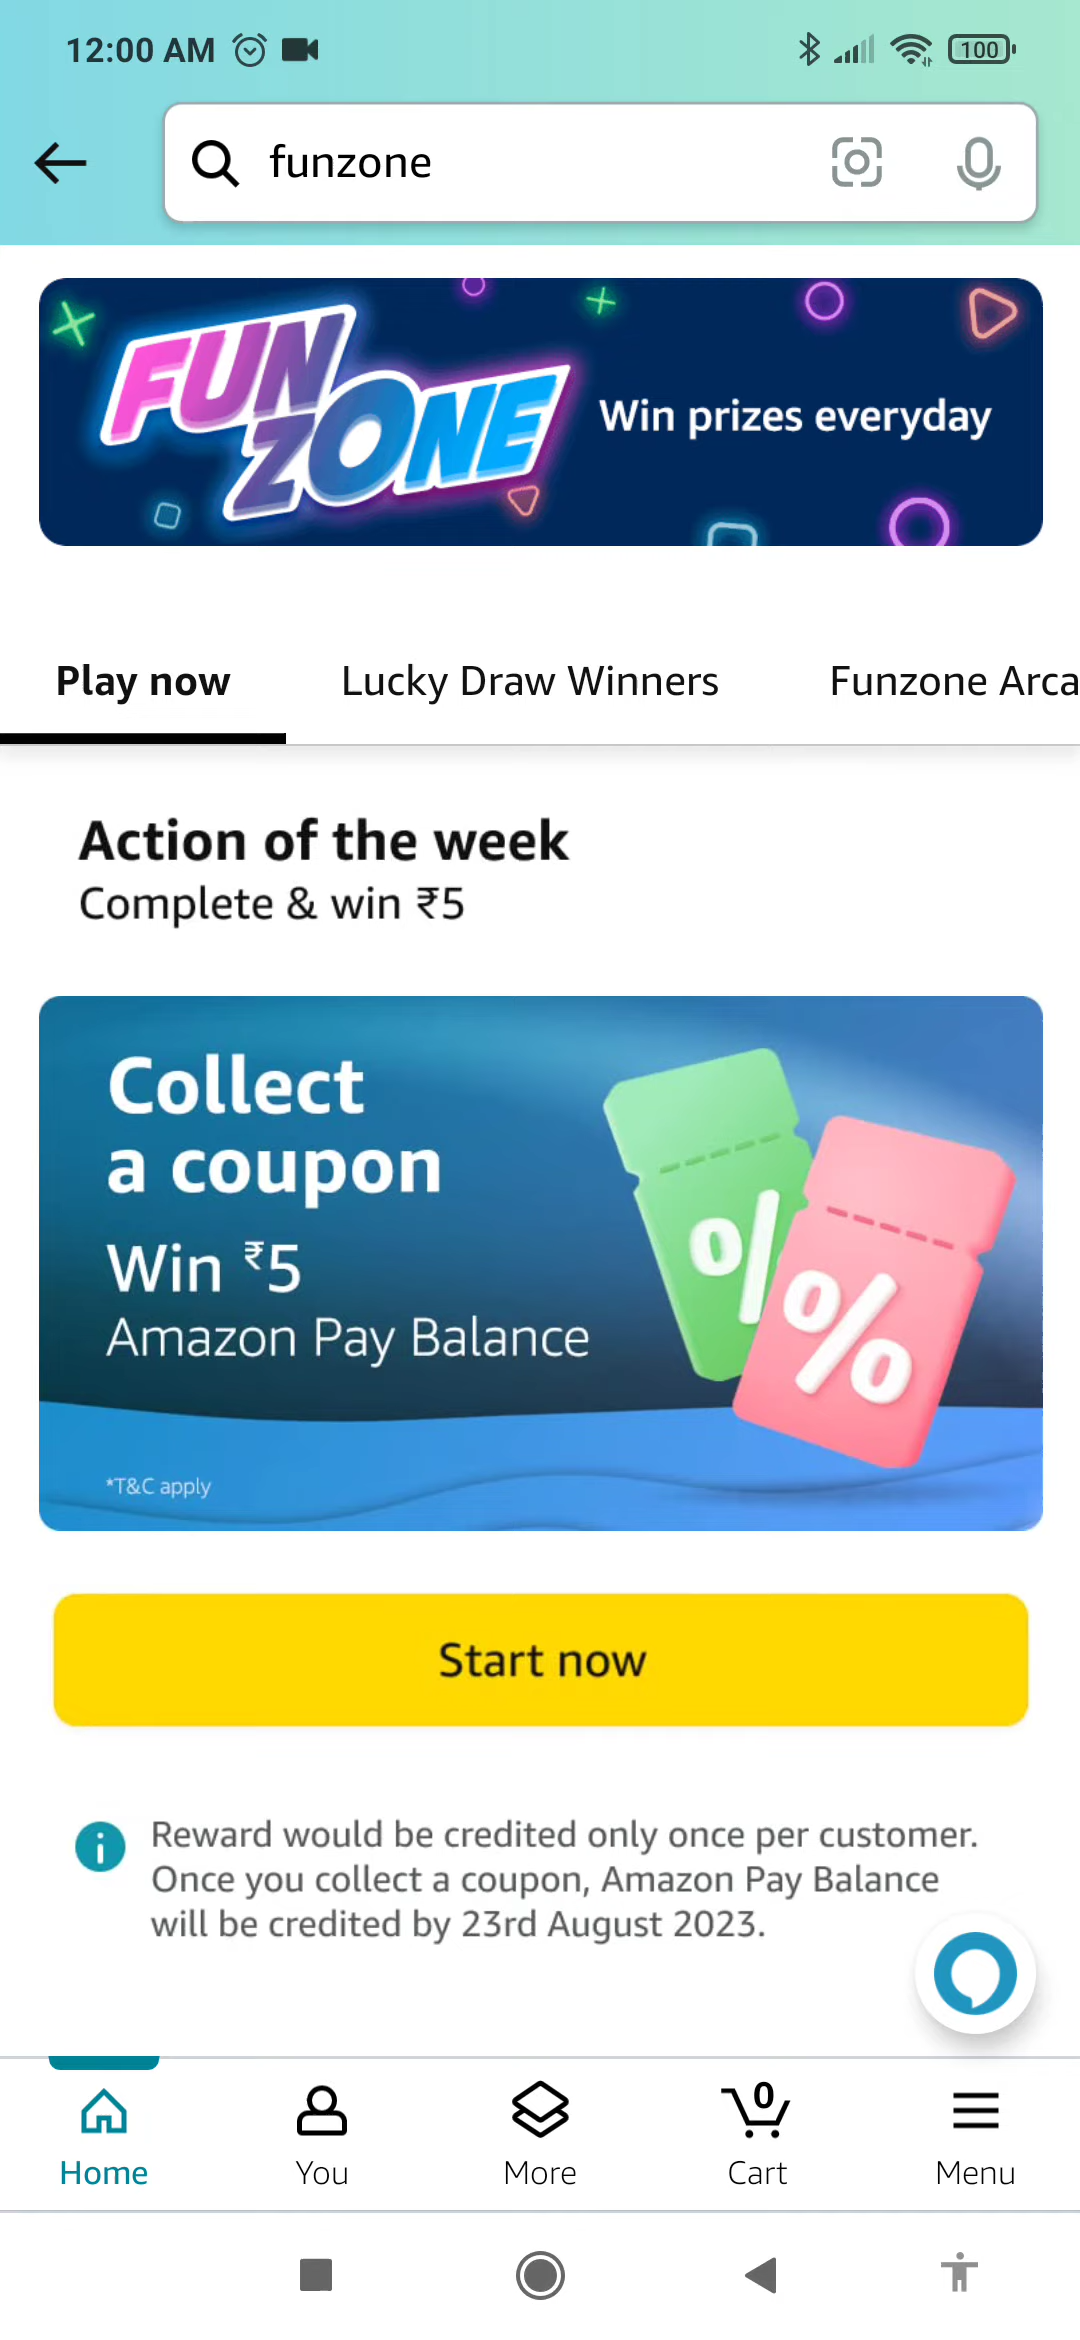 12:00 AM
100
funzone
FUN
ZONE
Win prizes everyday
Play now Lucky Draw Winners Funzone Arca
Action of the week
Complete & win ₹5
Collect
a coupon
Win ₹5
Amazon Pay Balance
*T&C apply
% %
Start now
Reward would be credited only once per customer.
Once you collect a coupon, Amazon Pay Balance
will be credited by 23rd August 2023.
0
Home You More Cart Menu